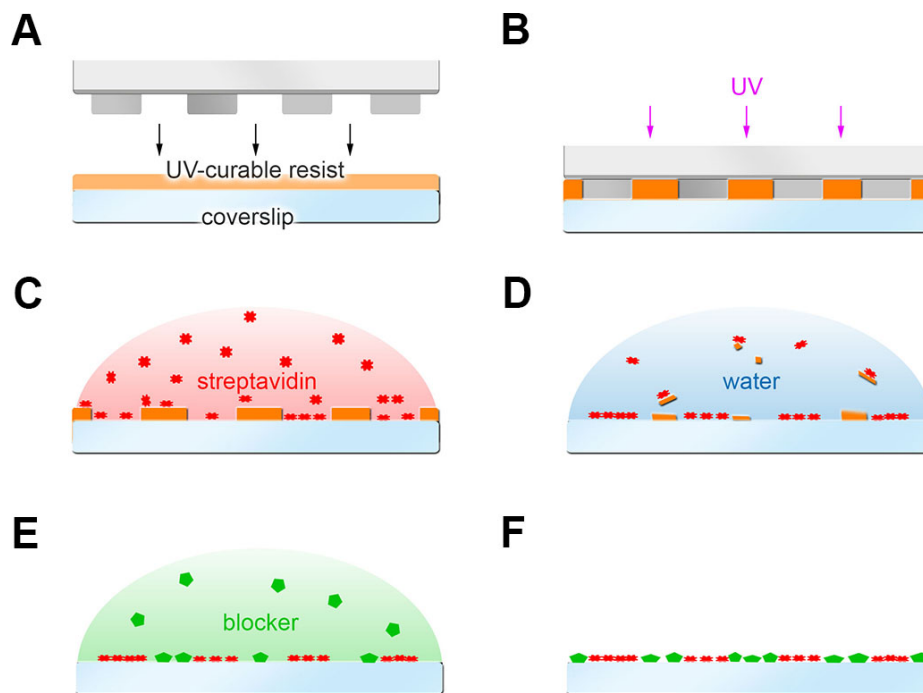 A
B
UV
UV-curable resist
coverslip
C
D
streptavidin
water
E
F
blocker